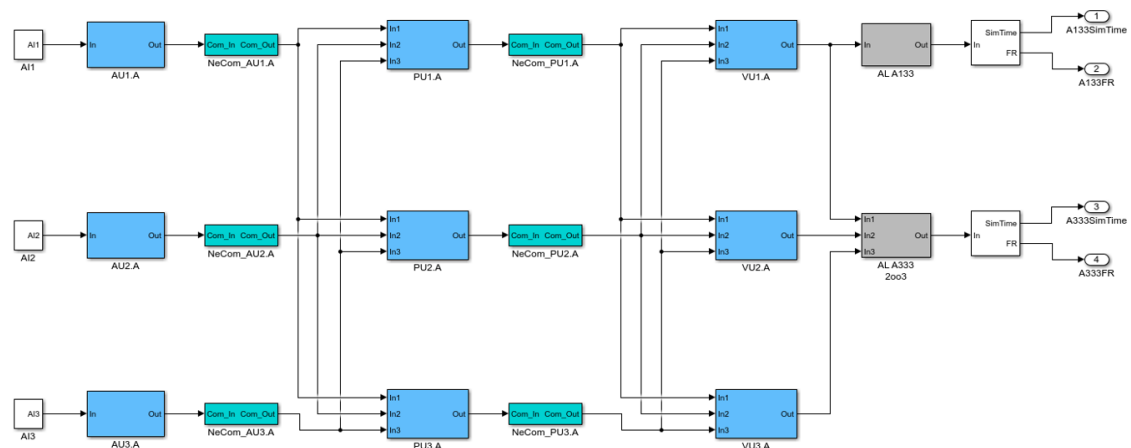 AI1
AI1
In Out
AU1.A
Com_In Com_Out
NeCom_AU1.A
In1
In2 Out
In3
PU1.A
Com_In Com_Out
NeCom_PU1.A
In1
In2 Out
In3
VU1.A
In Out
AL A133
SimTime
In
FR
1
A133SimTime
2
A133FR
AI2
AI2
In Out
AU2.A
Com_In Com_Out
NeCom_AU2.A
In1
In2 Out
In3
PU2.A
Com_In Com_Out
NeCom_PU2.A
In1
In2 Out
In3
VU2.A
In1
In2 Out
In3
AL A333
2oo3
SimTime
In
FR
3
A333SimTime
4
A333FR
AI3
AI3
In Out
AU3.A
Com_In Com_Out
NeCom_AU3.A
In1
In2 Out
In3
PU3.A
Com_In Com_Out
NeCom_PU3.A
In1
In2 Out
In3
VU3.A